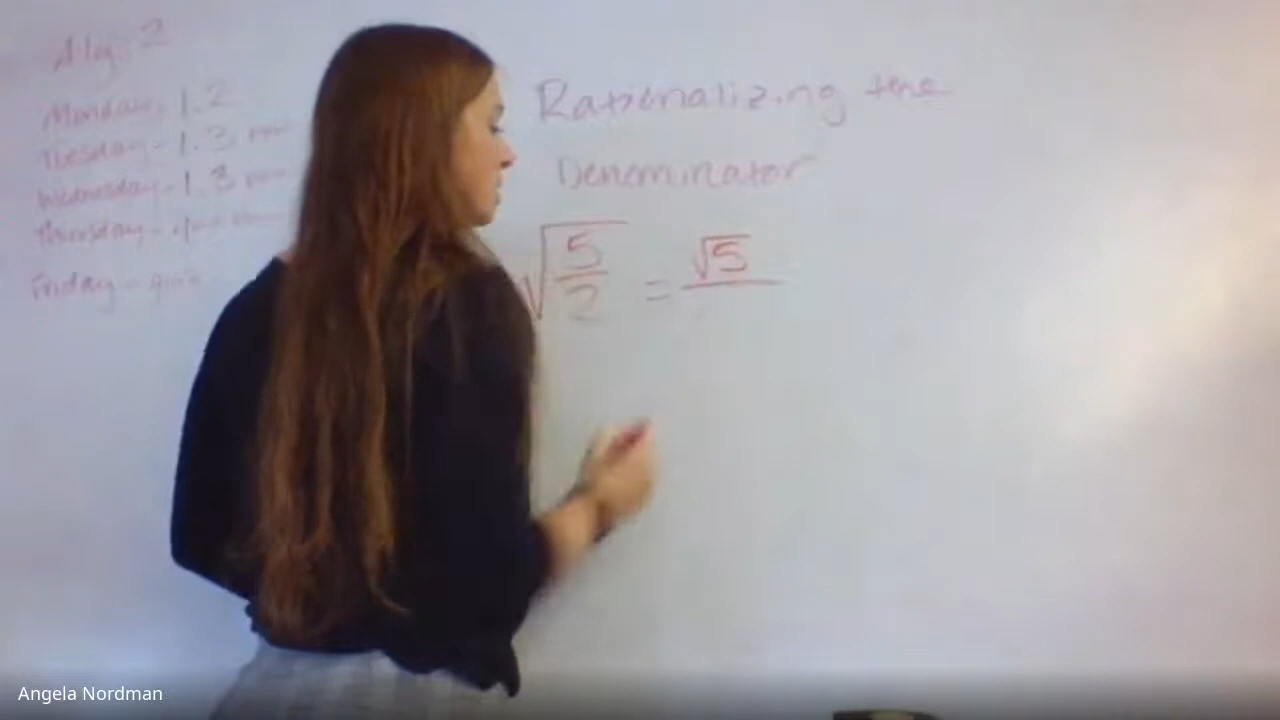 Alg. 2
Monday - 1.2
Tuesday - 1.3
Wednesday - 1.3
Thursday -
Friday - quiz
Rationalizing the
Denominator
√5/2 = √5
Angela Nordman